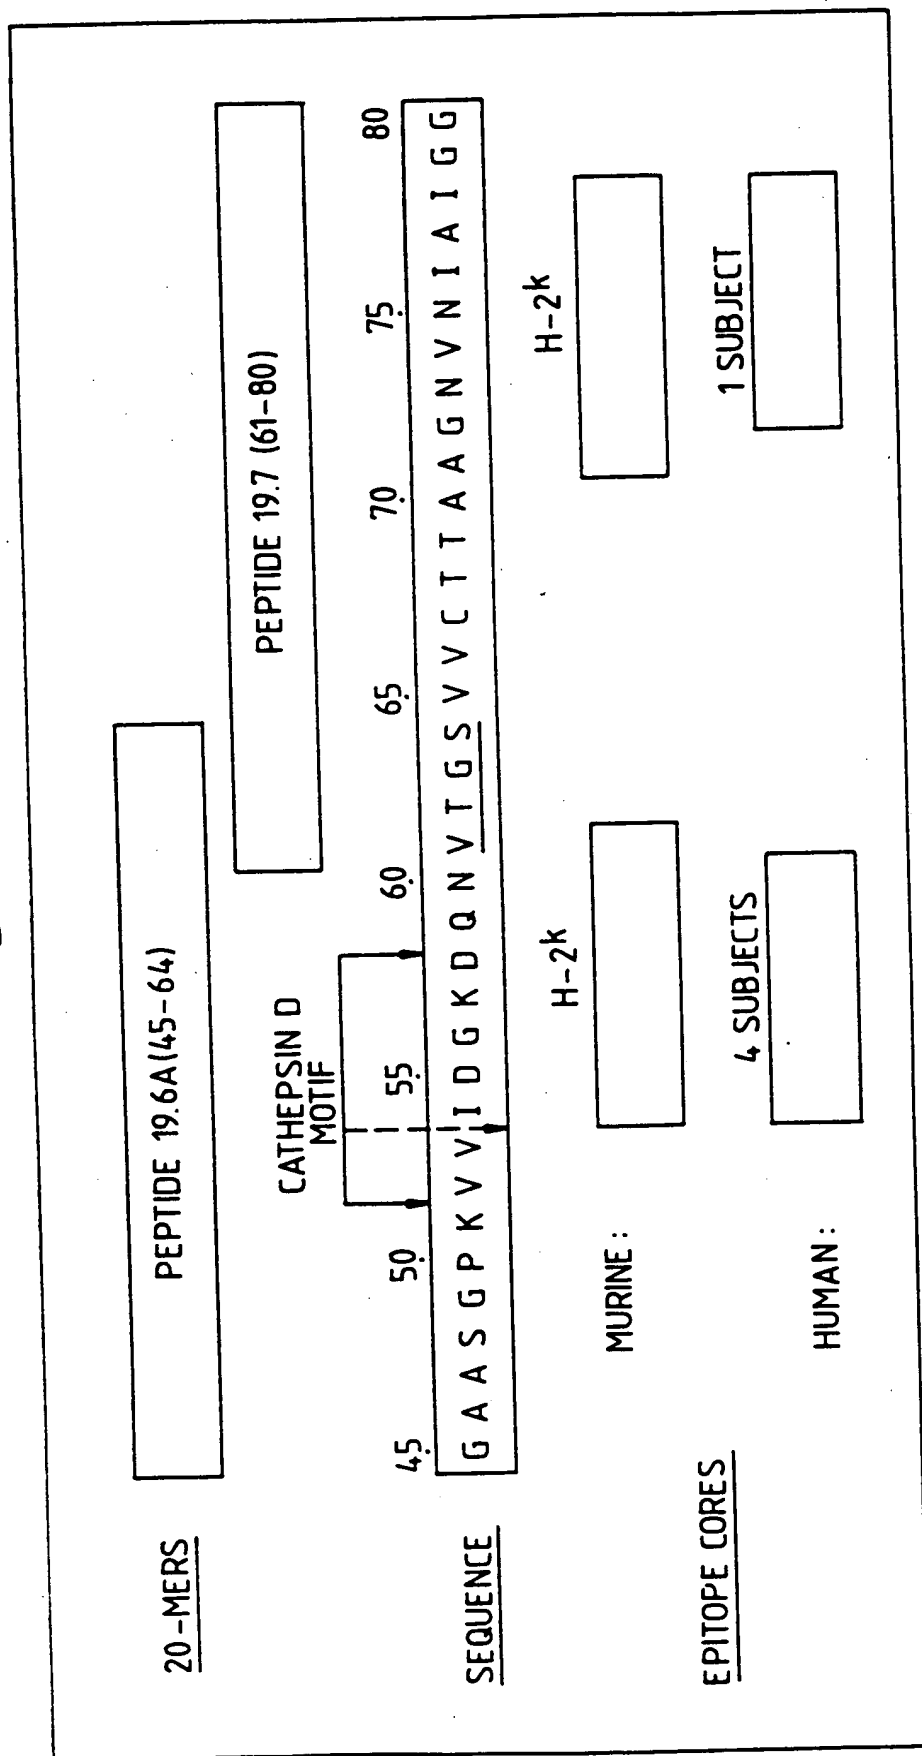 20-MERS
PEPTIDE 19.6A(45-64)
PEPTIDE 19.7 (61-80)
CATHEPSIN D
MOTIF
45 50 55 60 65 70 75 80
SEQUENCE
G A A S G P K V V I D G K D Q N V T G S V V C T T A A G N V N I A I G G
H-2k H-2k
MURINE:
4 SUBJECTS 1 SUBJECT
HUMAN:
EPITOPE CORES